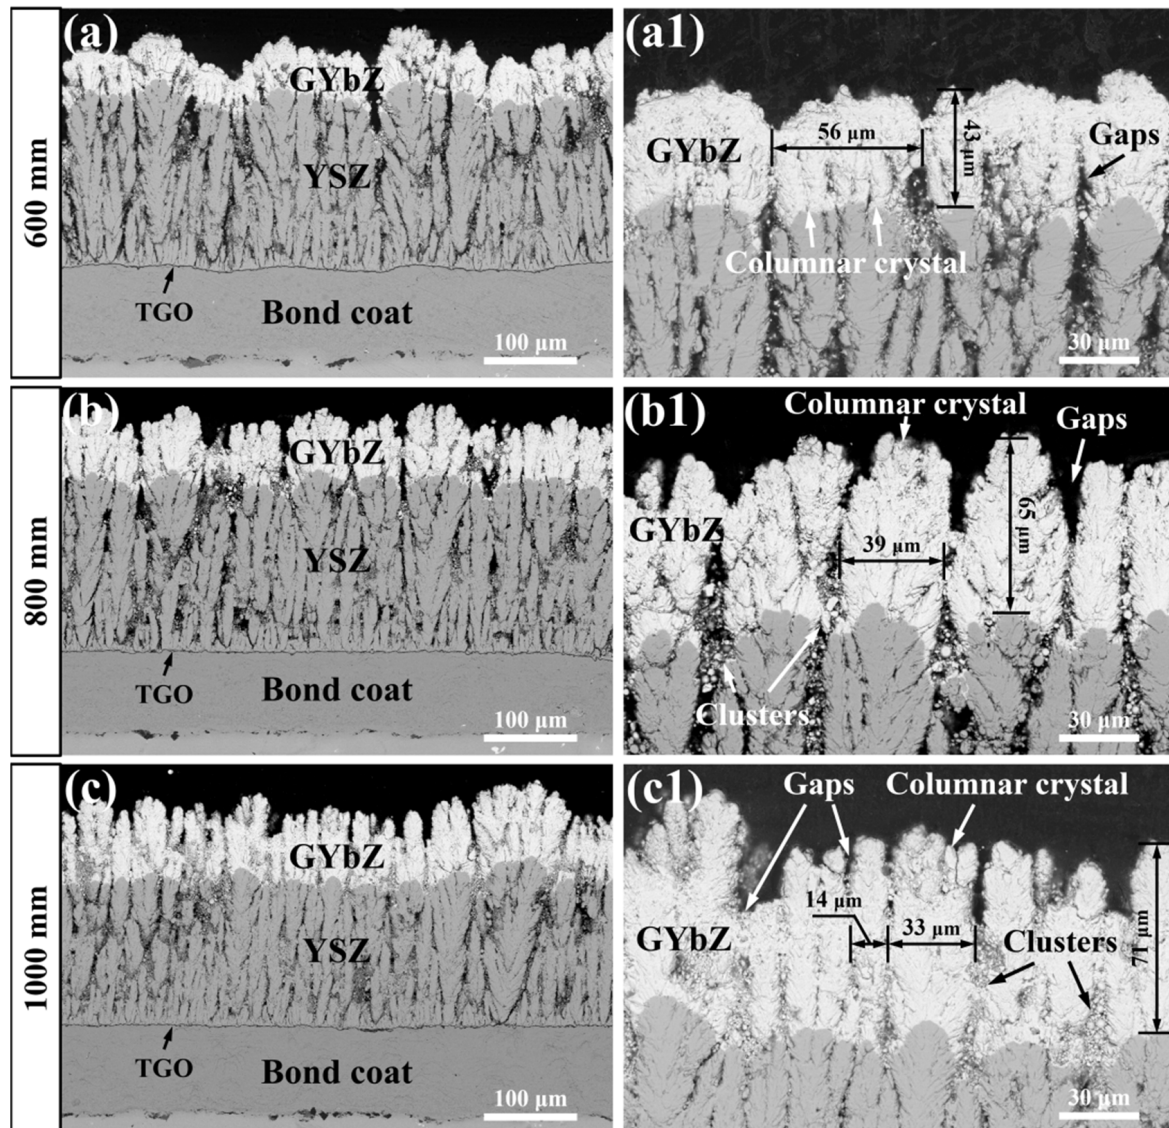 600 mm
(a)
GYbZ
YSZ
TGO
Bond coat
100 μm
(a1)
56 μm
43 μm
GYbZ
Gaps
Columnar crystal
30 μm
800 mm
(b)
GYbZ
YSZ
TGO
Bond coat
100 μm
(b1)
Columnar crystal
Gaps
GYbZ
65 μm
39 μm
Clusters
30 μm
1000 mm
(c)
GYbZ
YSZ
TGO
Bond coat
100 μm
(c1)
Gaps
Columnar crystal
14 μm
33 μm
GYbZ
Clusters
71 μm
30 μm